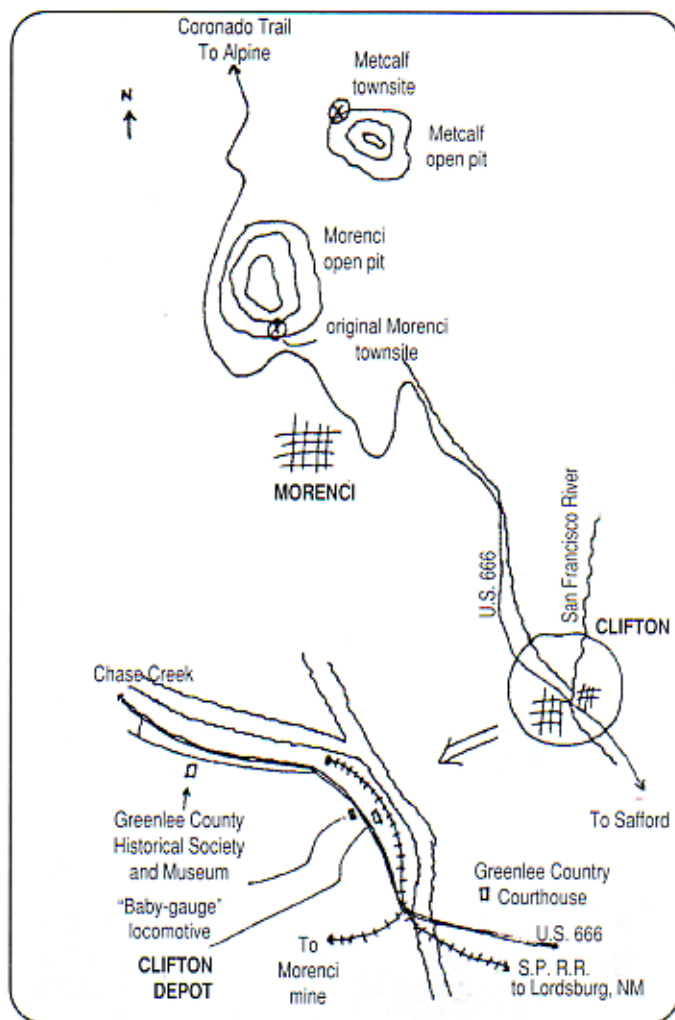 Coronado Trail
To Alpine
N
Metcalf
townsite
Metcalf
open pit
Morenci
open pit
original Morenci
townsile
MORENCI
San Francisco River
U.S. 666
CLIFTON
To Safford
Chase Creek
Greenlee County
Historical Society
and Museum
"Baby-gauge"
locomotive
CLIFTON
DEPOT
To
Morenci
mine
Greenlee Country
Courthouse
U.S. 666
S.P. R.R.
to Lordsburg, NM